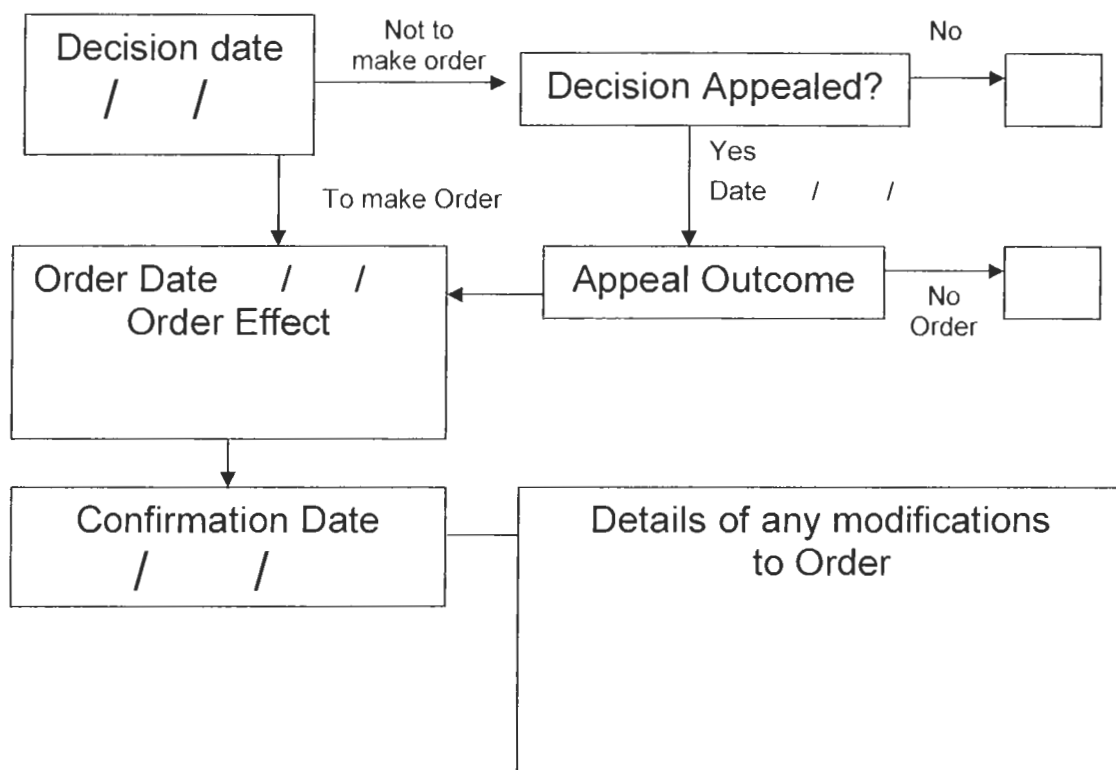 Decision date
/ /
Not to
make order
Decision Appealed?
No
Yes
Date / /
To make Order
Order Date / /
Order Effect
Appeal Outcome
No
Order
Confirmation Date
/ /
Details of any modifications
to Order